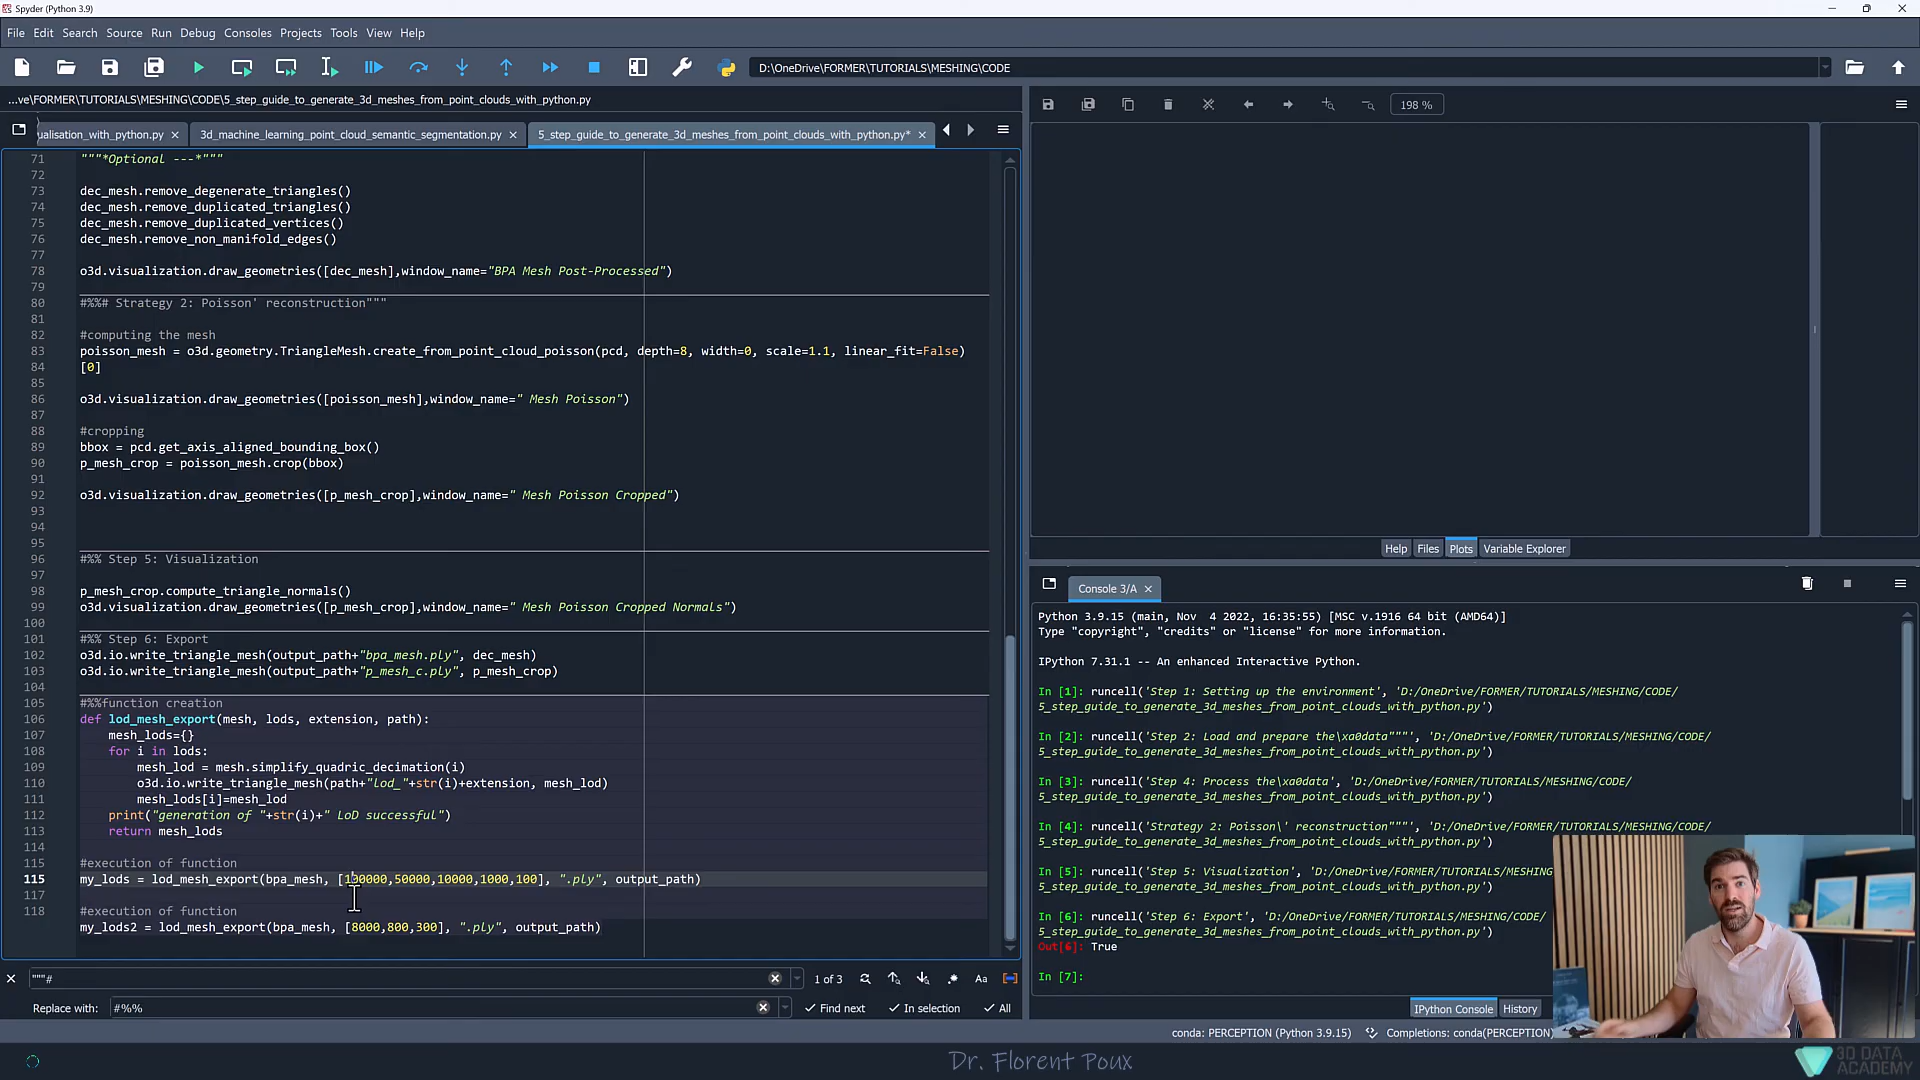 Spyder (Python 3.9)
File Edit Search Source Run Debug Consoles Projects Tools View Help
D:\OneDrive\FORMER\TUTORIALS\MESHING\CODE
...ve\FORMER\TUTORIALS\MESHING\CODE\5_step_guide_to_generate_3d_meshes_from_point_clouds_with_python.py
ualisation_with_python.py
3d_machine_learning_point_cloud_semantic_segmentation.py
5_step_guide_to_generate_3d_meshes_from_point_clouds_with_python.py*
71 """*Optional ---*"""
72
73 dec_mesh.remove_degenerate_triangles()
74 dec_mesh.remove_duplicated_triangles()
75 dec_mesh.remove_duplicated_vertices()
76 dec_mesh.remove_non_manifold_edges()
77
78 o3d.visualization.draw_geometries([dec_mesh],window_name="BPA Mesh Post-Processed")
79
80 #%%# Strategy 2: Poisson' reconstruction"""
81
82 #computing the mesh
83 poisson_mesh = o3d.geometry.TriangleMesh.create_from_point_cloud_poisson(pcd, depth=8, width=0, scale=1.1, linear_fit=False)
84 [0]
85
86 o3d.visualization.draw_geometries([poisson_mesh],window_name=" Mesh Poisson")
87
88 #cropping
89 bbox = pcd.get_axis_aligned_bounding_box()
90 p_mesh_crop = poisson_mesh.crop(bbox)
91
92 o3d.visualization.draw_geometries([p_mesh_crop],window_name=" Mesh Poisson Cropped")
93
94
95
96 #%% Step 5: Visualization
97
98 p_mesh_crop.compute_triangle_normals()
99 o3d.visualization.draw_geometries([p_mesh_crop],window_name=" Mesh Poisson Cropped Normals")
100
101 #%% Step 6: Export
102 o3d.io.write_triangle_mesh(output_path+"bpa_mesh.ply", dec_mesh)
103 o3d.io.write_triangle_mesh(output_path+"p_mesh_c.ply", p_mesh_crop)
104
105 #%%function creation
106 def lod_mesh_export(mesh, lods, extension, path):
107 mesh_lods={}
108 for i in lods:
109 mesh_lod = mesh.simplify_quadric_decimation(i)
110 o3d.io.write_triangle_mesh(path+"lod_"+str(i)+extension, mesh_lod)
111 mesh_lods[i]=mesh_lod
112 print("generation of "+str(i)+" LoD successful")
113 return mesh_lods
114
115 #execution of function
115 my_lods = lod_mesh_export(bpa_mesh, [100000,50000,10000,1000,100], ".ply", output_path)
117
118 #execution of function
my_lods2 = lod_mesh_export(bpa_mesh, [8000,800,300], ".ply", output_path)
"""#
1 of 3
Aa
Replace with: #%%
Find next In selection All
198 %
Help Files Plots Variable Explorer
Console 3/A
Python 3.9.15 (main, Nov 4 2022, 16:35:55) [MSC v.1916 64 bit (AMD64)]
Type "copyright", "credits" or "license" for more information.
IPython 7.31.1 -- An enhanced Interactive Python.
In [1]: runcell('Step 1: Setting up the environment', 'D:/OneDrive/FORMER/TUTORIALS/MESHING/CODE/
5_step_guide_to_generate_3d_meshes_from_point_clouds_with_python.py')
In [2]: runcell('Step 2: Load and prepare the\xa0data"""', 'D:/OneDrive/FORMER/TUTORIALS/MESHING/CODE/
5_step_guide_to_generate_3d_meshes_from_point_clouds_with_python.py')
In [3]: runcell('Step 4: Process the\xa0data', 'D:/OneDrive/FORMER/TUTORIALS/MESHING/CODE/
5_step_guide_to_generate_3d_meshes_from_point_clouds_with_python.py')
In [4]: runcell('Strategy 2: Poisson\' reconstruction"""', 'D:/OneDrive/FORMER/TUTORIALS/MESHING/CODE/
5_step_guide_to_generate_3d_meshes_from_point_clouds_with_python.py')
In [5]: runcell('Step 5: Visualization', 'D:/OneDrive/FORMER/TUTORIALS/MESHING/CODE/
5_step_guide_to_generate_3d_meshes_from_point_clouds_with_python.py')
In [6]: runcell('Step 6: Export', 'D:/OneDrive/FORMER/TUTORIALS/MESHING/CODE/
5_step_guide_to_generate_3d_meshes_from_point_clouds_with_python.py')
Out[6]: True
In [7]:
IPython Console History
conda: PERCEPTION (Python 3.9.15) Completions: conda(PERCEPTION)
Dr. Florent Poux
3D DATA
ACADEMY